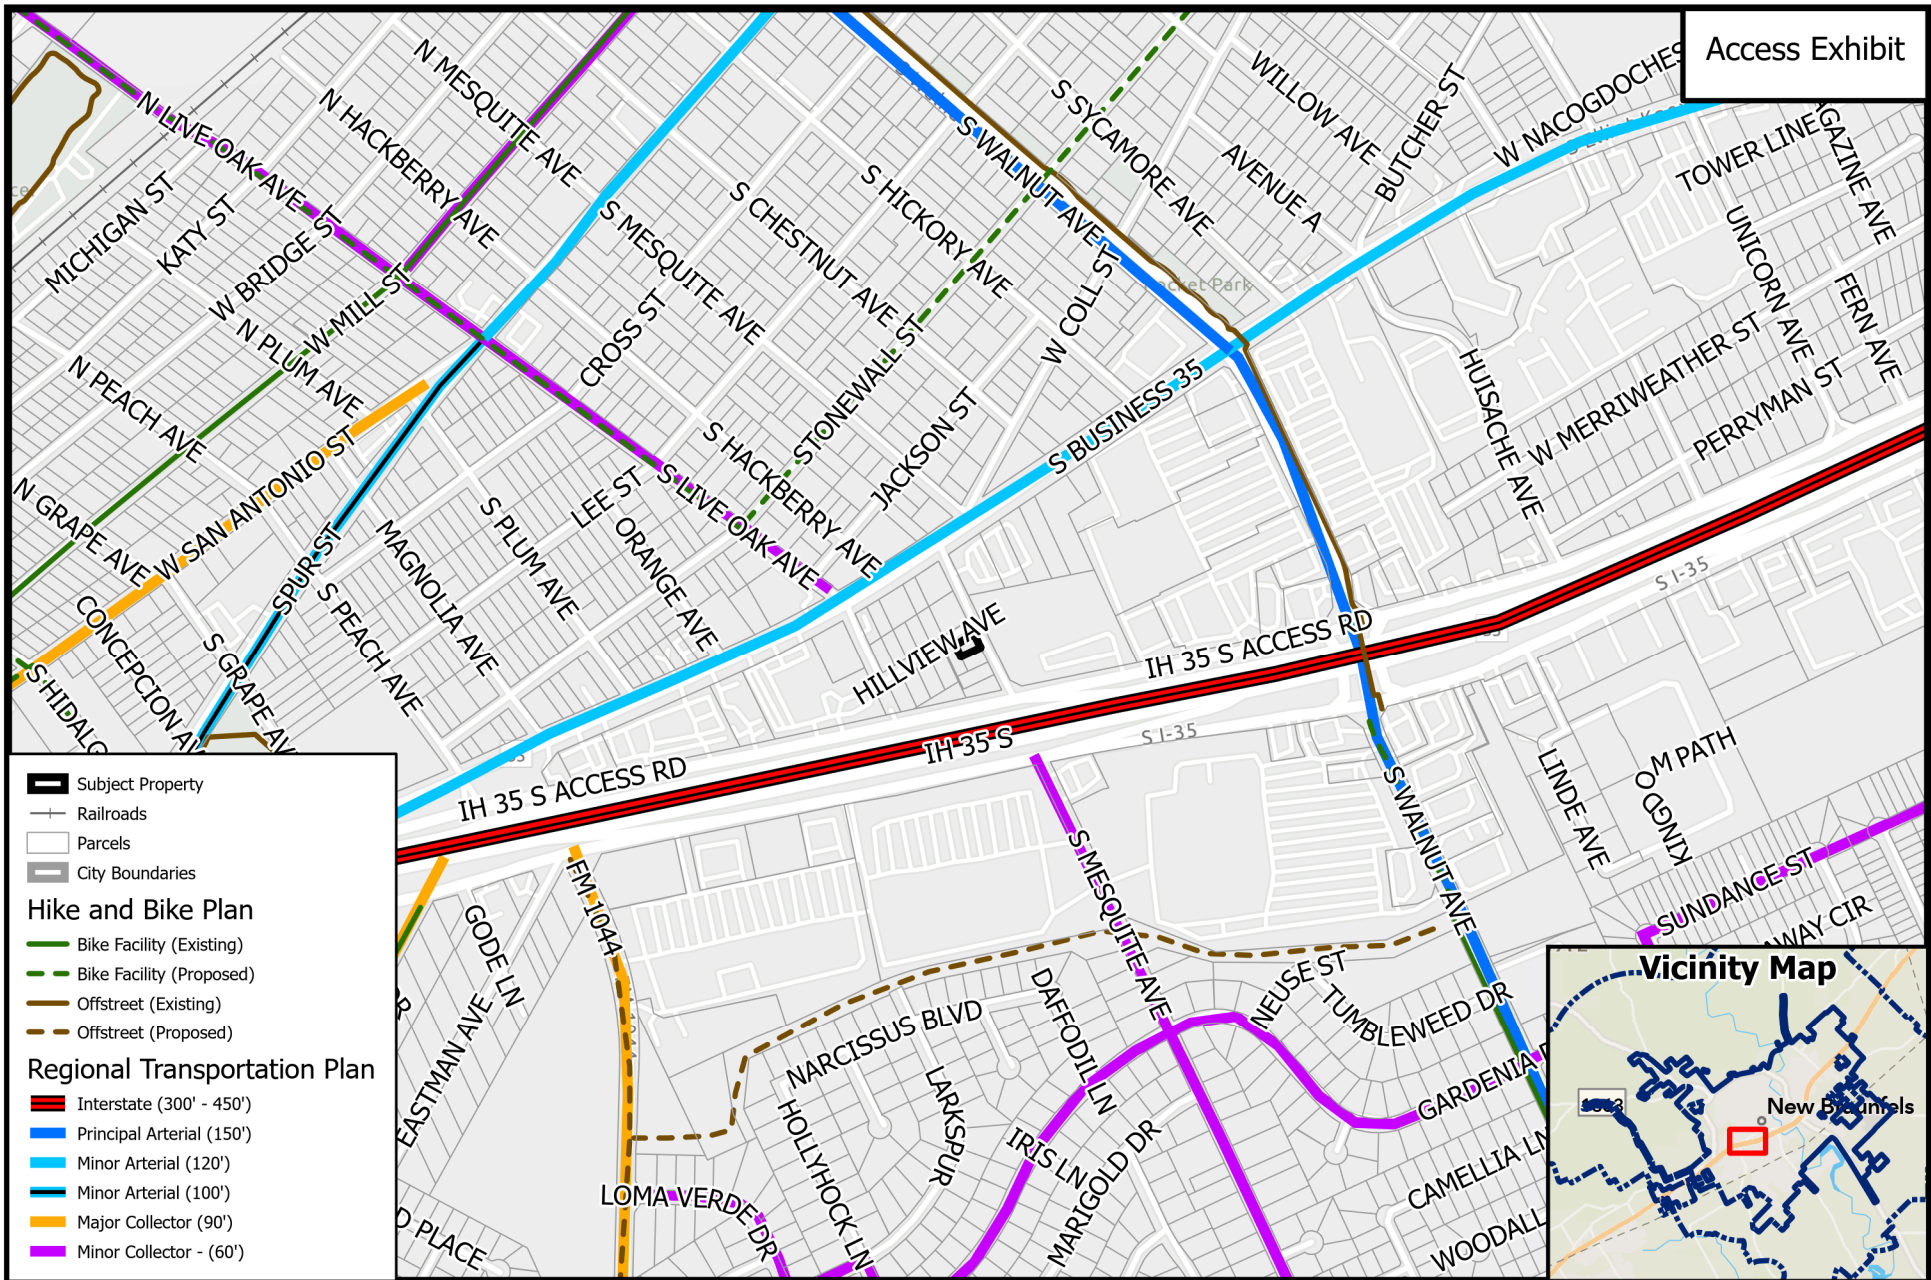 Access Exhibit
N LIVE OAK AVE
N MESQUITE AVE
N HACKBERRY AVE
MICHIGAN ST
KATY ST
W BRIDGE ST
W MILL ST
N PLUM AVE
N PEACH AVE
N GRAPE AVE
W SAN ANTONIO ST
SPUR ST
CONCEPCION AV
S HIDALG
S GRAPE AV
S PEACH AVE
MAGNOLIA AVE
S PLUM AVE
LEE ST
ORANGE AVE
CROSS ST
S MESQUITE AVE
S CHESTNUT AVE
S HICKORY AVE
STONEWALL ST
JACKSON ST
S HACKBERRY AVE
S LIVE OAK AVE
W COLL ST
S WALNUT AVE
S SYCAMORE AVE
WILLOW AVE
AVENUE A
BUTCHER ST
W NACOGDOCHES
TOWER LINE
AGAZINE AVE
UNICORN AVE
FERN AVE
HUISACHE AVE
W MERRIWEATHER ST
PERRYMAN ST
S BUSINESS 35
cket Park
HILLVIEW AVE
IH 35 S ACCESS RD
S I-35
IH 35 S
S I-35
IH 35 S ACCESS RD
FM-1044
GODE LN
EASTMAN AVE
S MESQUITE AVE
S WALNUT AVE
LINDE AVE
KINGDOM PATH
SUNDANCE ST
AWAY CIR
NEUSE ST
TUMBLEWEED DR
GARDENIA
CAMELLIA LN
WOODALL
NARCISSUS BLVD
DAFFODIL LN
LARKSPUR
HOLLYHOCK LN
IRIS LN
MARIGOLD DR
LOMA VERDE DR
D PLACE
Subject Property
Railroads
Parcels
City Boundaries
Hike and Bike Plan
Bike Facility (Existing)
Bike Facility (Proposed)
Offstreet (Existing)
Offstreet (Proposed)
Regional Transportation Plan
Interstate (300' - 450')
Principal Arterial (150')
Minor Arterial (120')
Minor Arterial (100')
Major Collector (90')
Minor Collector - (60')
Vicinity Map
New Braunfels